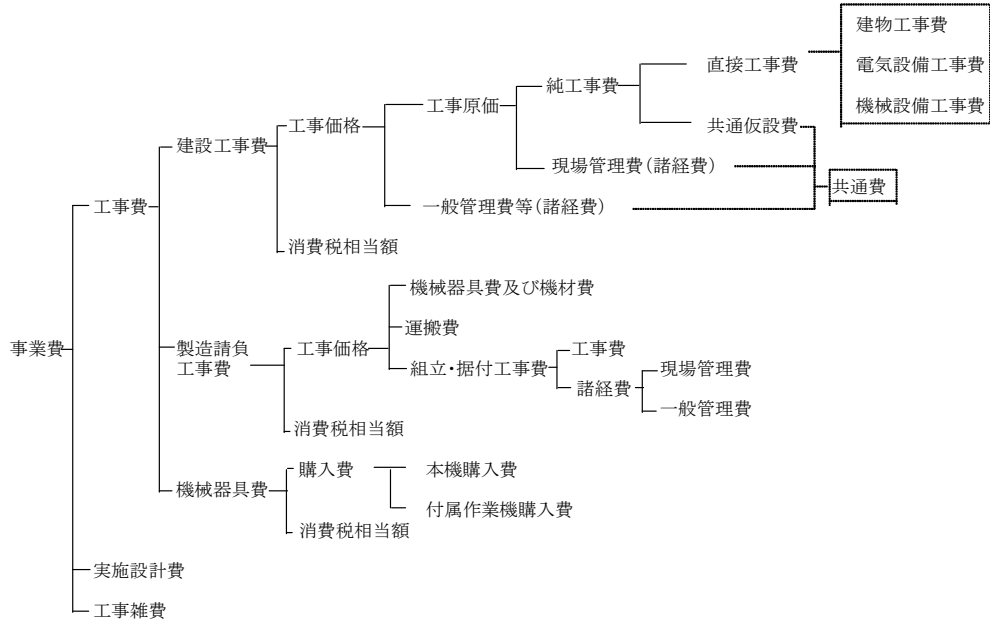 建物工事費
電気設備工事費
機械設備工事費
直接工事費
純工事費
工事原価
共通仮設費
工事価格
建設工事費
現場管理費(諸経費)
共通費
工事費
一般管理費等(諸経費)
消費税相当額
機械器具費及び機材費
運搬費
事業費
製造請負
工事費
工事価格
組立・据付工事費
工事費
諸経費
現場管理費
一般管理費
消費税相当額
機械器具費
購入費
本機購入費
付属作業機購入費
消費税相当額
実施設計費
工事雑費